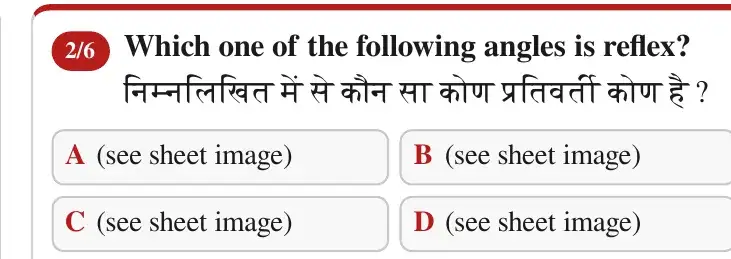 2/6 Which one of the following angles is reflex?
निम्नलिखित में से कौन सा कोण प्रतिवर्ती कोण है ?
A (see sheet image) B (see sheet image)
C (see sheet image) D (see sheet image)